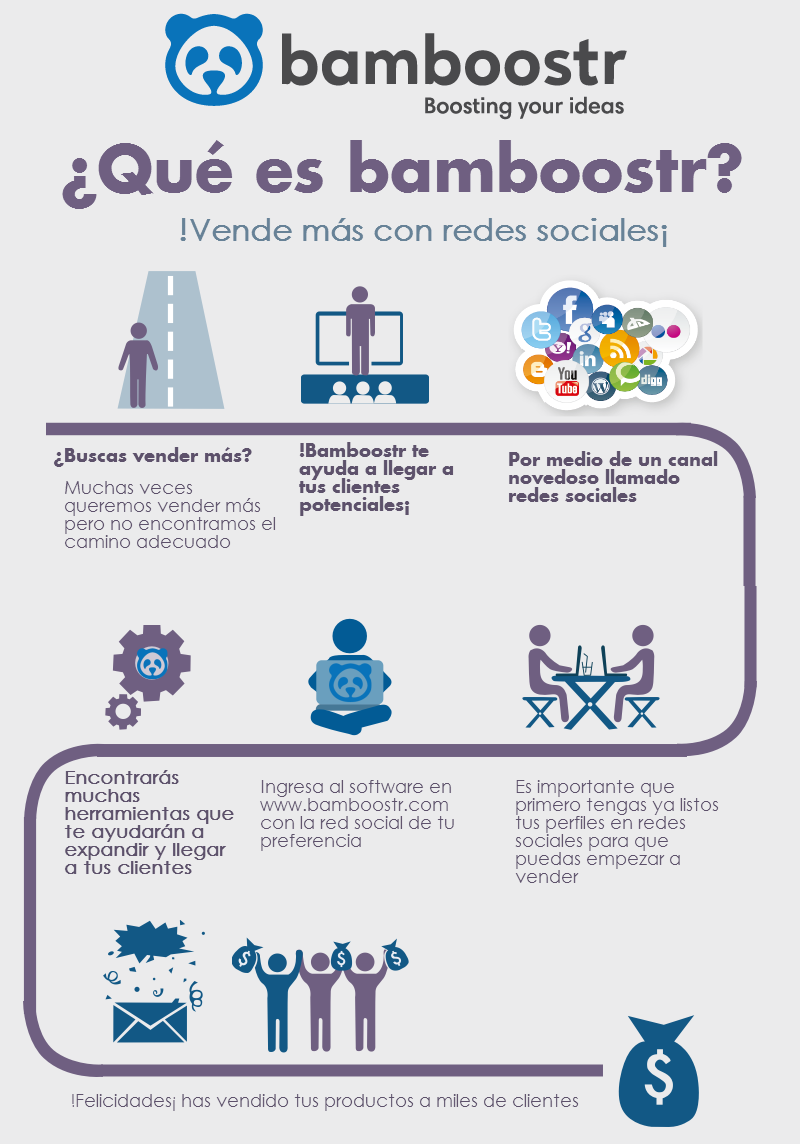 bamboostr
Boosting your ideas
¿Qué es bamboostr?
!Vende más con redes sociales¡
f
t
g
Y!
in
You
Tube
W
digg
¿Buscas vender más?
Muchas veces
queremos vender más
pero no encontramos el
camino adecuado
!Bamboostr te
ayuda a llegar a
tus clientes
potenciales¡
Por medio de un canal
novedoso llamado
redes sociales
Es importante que
primero tengas ya listos
tus perfiles en redes
sociales para que
puedas empezar a
vender
Ingresa al software en
www.bamboostr.com
con la red social de tu
preferencia
Encontrarás
muchas
herramientas que
te ayudarán a
expandir y llegar
a tus clientes
$ $ $
$
!Felicidades¡ has vendido tus productos a miles de clientes